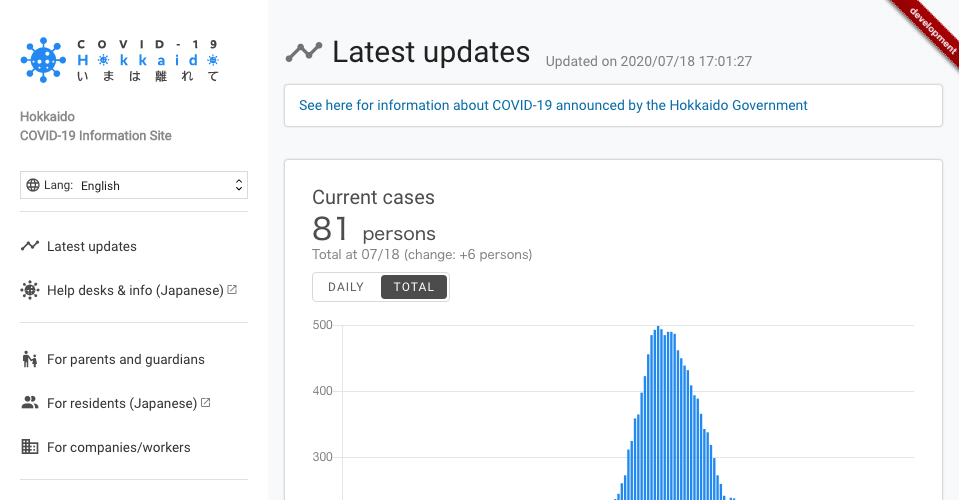 COVID-19
Hokkaido
いまは離れて
Hokkaido
COVID-19 Information Site
Lang: English
Latest updates
Help desks & info (Japanese)
For parents and guardians
For residents (Japanese)
For companies/workers
Latest updates Updated on 2020/07/18 17:01:27
development
See here for information about COVID-19 announced by the Hokkaido Government
Current cases
81 persons
Total at 07/18 (change: +6 persons)
DAILY TOTAL
500
400
300